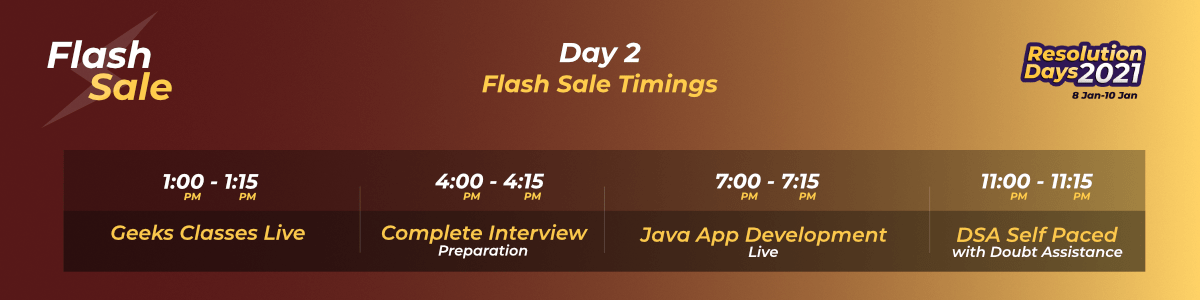 Flash
Sale
Day 2
Flash Sale Timings
Resolution
Days 2021
8 Jan-10 Jan
1:00 - 1:15
PM PM
4:00 - 4:15
PM PM
7:00 - 7:15
PM PM
11:00 - 11:15
PM PM
Geeks Classes Live
Complete Interview
Preparation
Java App Development
Live
DSA Self Paced
with Doubt Assistance